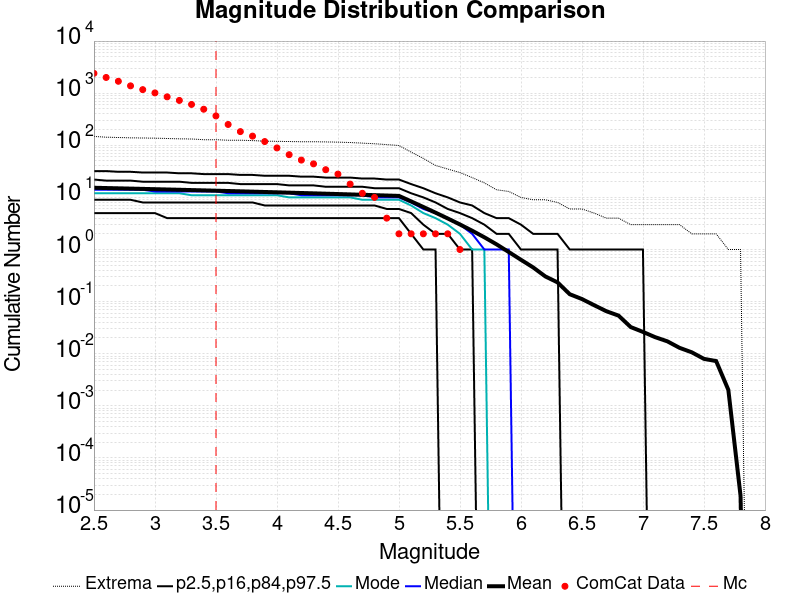 Magnitude Distribution Comparison
10^4
10^3
10^2
10^1
10^0
10^-1
10^-2
10^-3
10^-4
10^-5
Cumulative Number
2.5 3 3.5 4 4.5 5 5.5 6 6.5 7 7.5 8
Magnitude
Extrema p2.5,p16,p84,p97.5 Mode Median Mean ComCat Data Mc